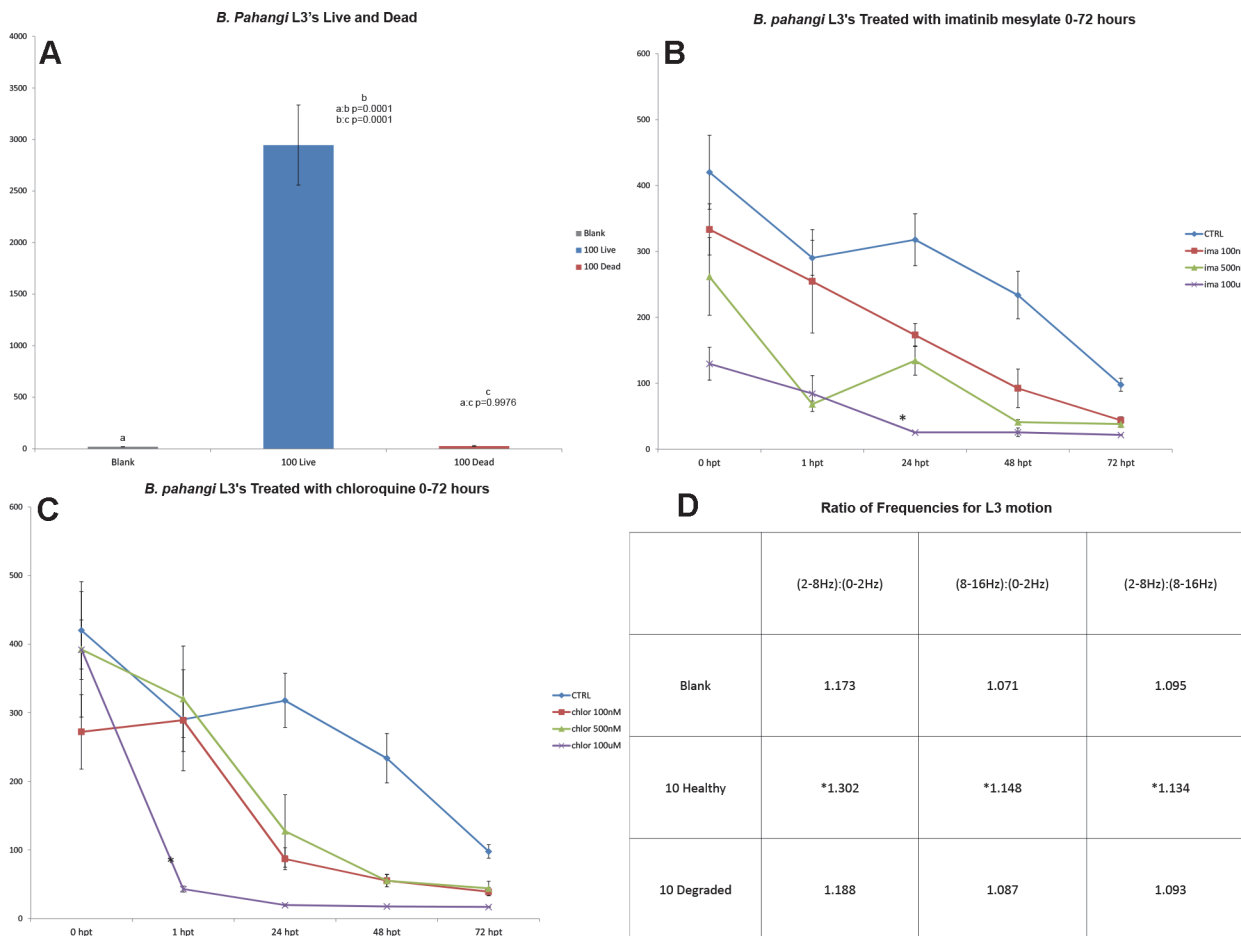 B. Pahangi L3's Live and Dead
A
4000
3500
3000
2500
2000
1500
1000
500
0
b
a:b p=0.0001
b:c p=0.0001
a
c
a:c p=0.9976
Blank
100 Live
100 Dead
Blank
100 Live
100 Dead
B. pahangi L3's Treated with imatinib mesylate 0-72 hours
B
600
500
400
300
200
100
0
*
0 hpt
1 hpt
24 hpt
48 hpt
72 hpt
CTRL
ima 100n
ima 500n
ima 100u
B. pahangi L3's Treated with chloroquine 0-72 hours
C
600
500
400
300
200
100
0
*
0 hpt
1 hpt
24 hpt
48 hpt
72 hpt
CTRL
chlor 100nM
chlor 500nM
chlor 100uM
D
Ratio of Frequencies for L3 motion
(2-8Hz):(0-2Hz) (8-16Hz):(0-2Hz) (2-8Hz):(8-16Hz)
Blank 1.173 1.071 1.095
10 Healthy *1.302 *1.148 *1.134
10 Degraded 1.188 1.087 1.093